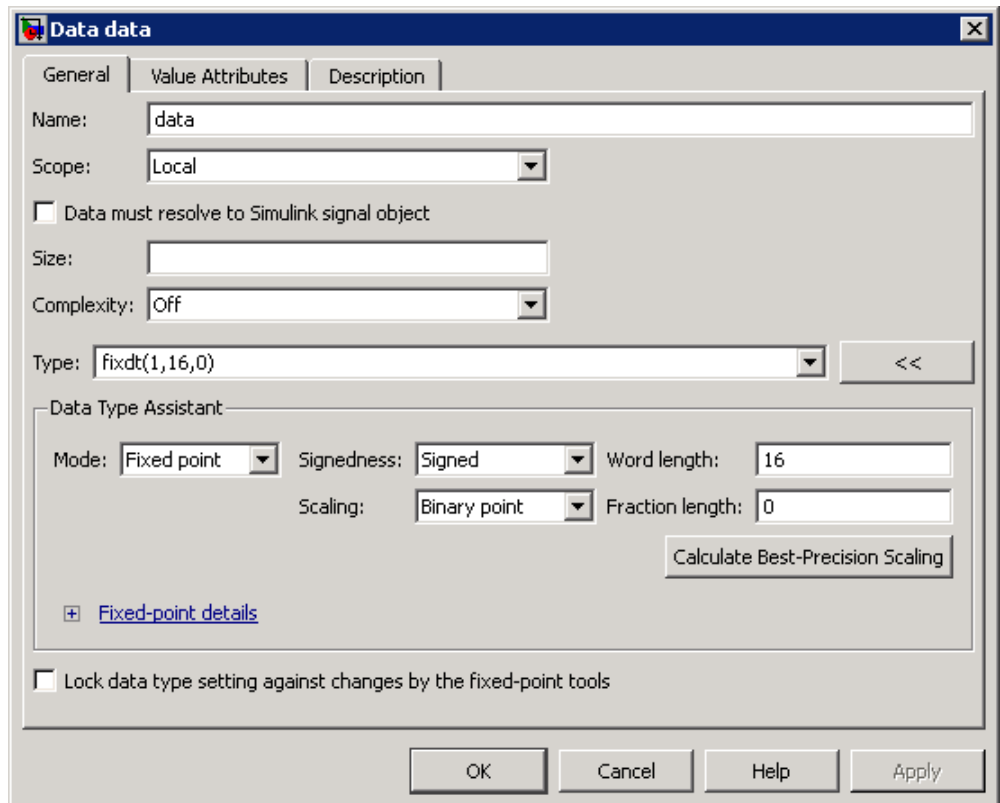 Data data
General Value Attributes Description
Name: data
Scope: Local
Data must resolve to Simulink signal object
Size:
Complexity: Off
Type: fixdt(1,16,0) <<
Data Type Assistant
Mode: Fixed point Signedness: Signed Word length: 16
Scaling: Binary point Fraction length: 0
Calculate Best-Precision Scaling
Fixed-point details
Lock data type setting against changes by the fixed-point tools
OK Cancel Help Apply